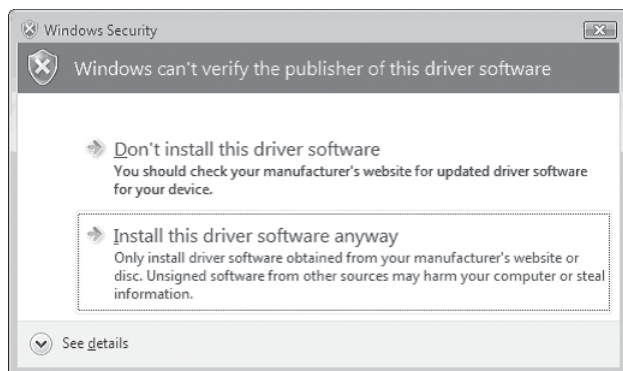 Windows Security
Windows can't verify the publisher of this driver software
Don't install this driver software
You should check your manufacturer's website for updated driver software
for your device.
Install this driver software anyway
Only install driver software obtained from your manufacturer's website or
disc. Unsigned software from other sources may harm your computer or steal
information.
See details